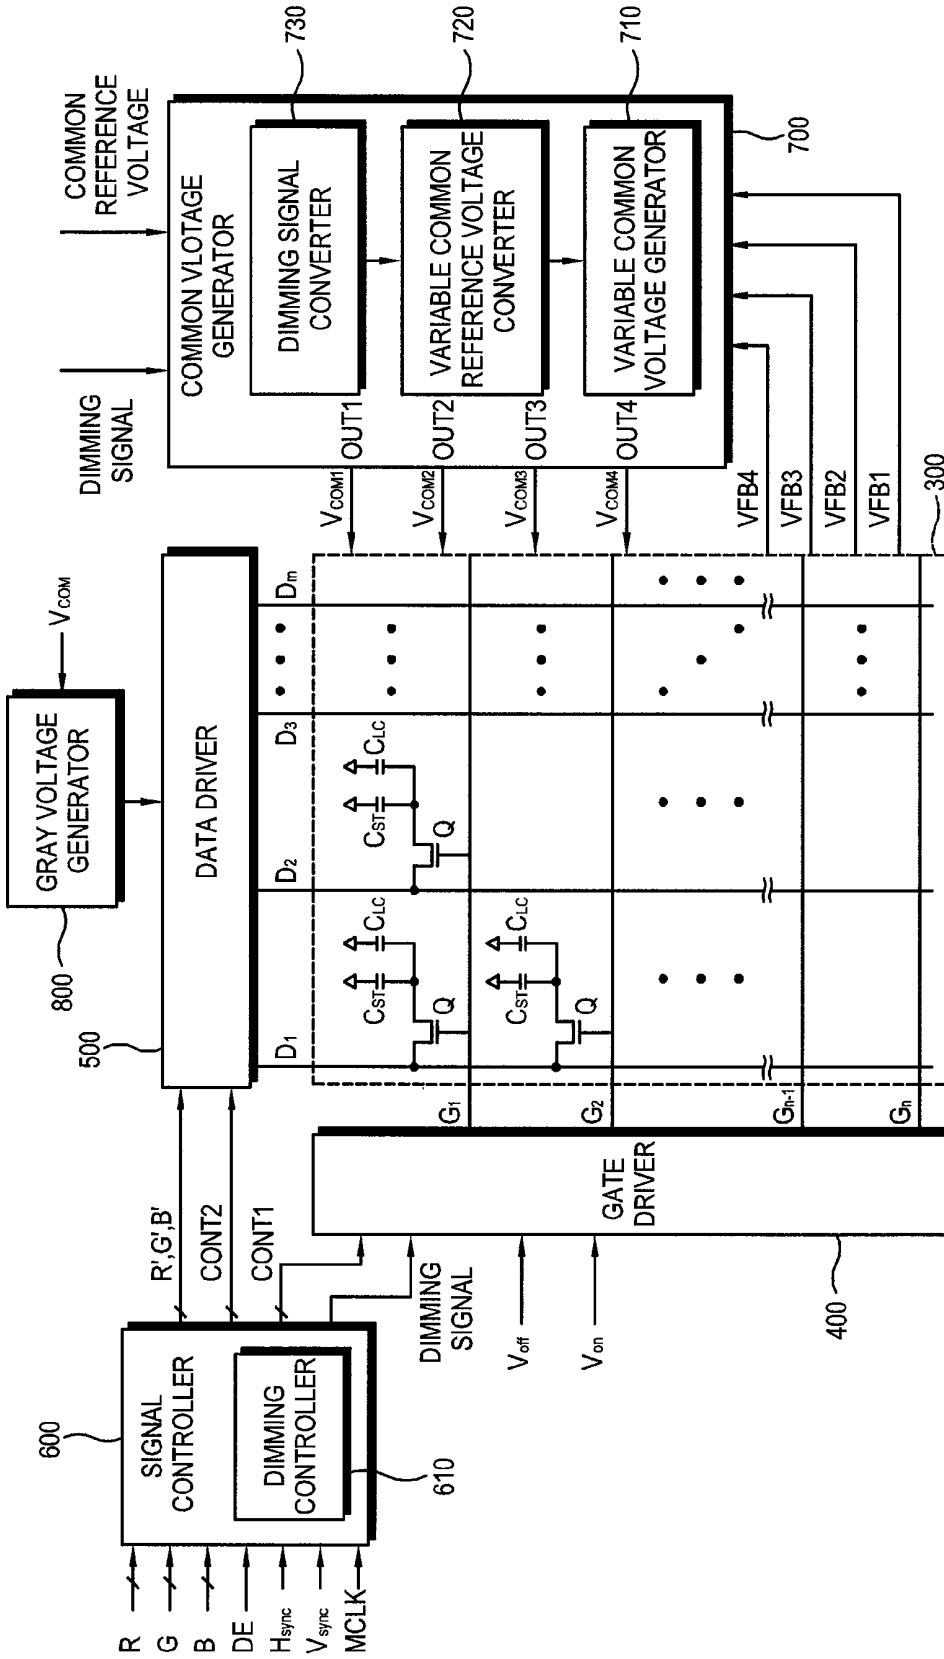 COMMON
REFERENCE
VOLTAGE
DIMMING
SIGNAL
COMMON VLOTAGE
GENERATOR
DIMMING SIGNAL
CONVERTER
730
VARIABLE COMMON
REFERENCE VOLTAGE
CONVERTER
720
VARIABLE COMMON
VOLTAGE GENERATOR
710
700
OUT1
OUT2
OUT3
OUT4
VCOM1
VCOM2
VCOM3
VCOM4
VFB4
VFB3
VFB2
VFB1
300
GRAY VOLTAGE
GENERATOR
800
VCOM
DATA DRIVER
500
D1
D2
D3
Dm
CST
CLC
Q
CST
CLC
Q
CST
CLC
Q
G1
G2
Gn-1
Gn
GATE
DRIVER
400
R',G',B'
CONT2
CONT1
DIMMING
SIGNAL
Voff
Von
SIGNAL
CONTROLLER
600
DIMMING
CONTROLLER
610
R
G
B
DE
Hsync
Vsync
MCLK